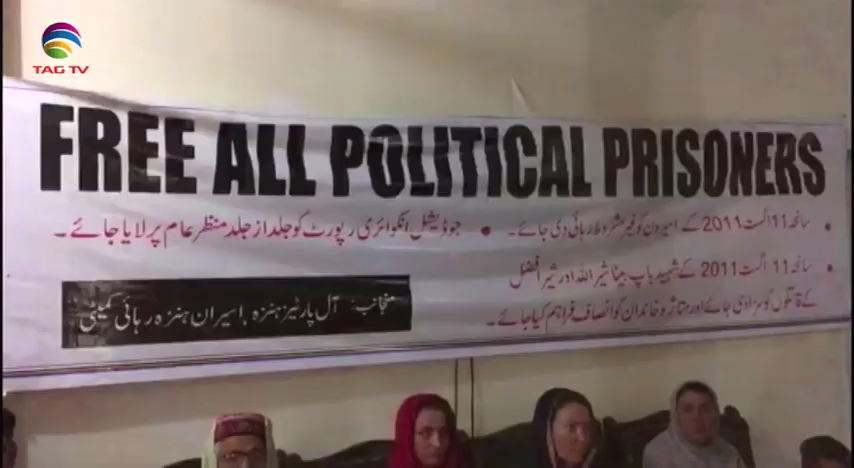 TAG TV
FREE ALL POLITICAL PRISONERS
سانحہ 11 اگست 2011 کے اسیروں کو غیر مشروط رہائی دی جائے۔ • جوڈیشل انکوائری رپورٹ کو جلد از جلد منظر عام پر لایا جائے۔
سانحہ 11 اگست 2011 کے شہید باپ بیٹا شیر اللہ اور شیر افضل
کے قاتلوں کو سزا دی جائے اور متاثرہ خاندان کو انصاف فراہم کیا جائے۔
منجانب: آل پارٹیز ہنزہ، اسیران ہنزہ رہائی کمیٹی